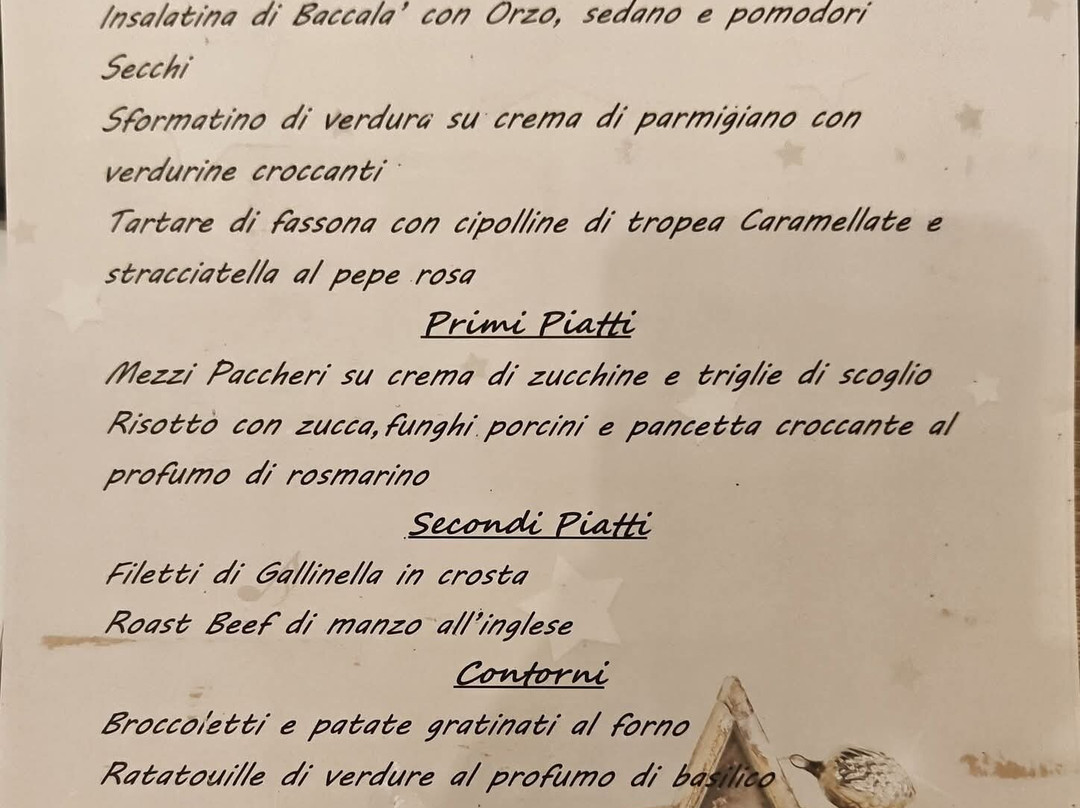 Insalatina di Baccala' con Orzo, sedano e pomodori
Secchi
Sformatino di verdura su crema di parmigiano con
verdurine croccanti
Tartare di fassona con cipolline di tropea Caramellate e
stracciatella al pepe rosa
Primi Piatti
Mezzi Paccheri su crema di zucchine e triglie di scoglio
Risotto con zucca, funghi porcini e pancetta croccante al
profumo di rosmarino
Secondi Piatti
Filetti di Gallinella in crosta
Roast Beef di manzo all'inglese
Contorni
Broccoletti e patate gratinati al forno
Ratatouille di verdure al profumo di basilico